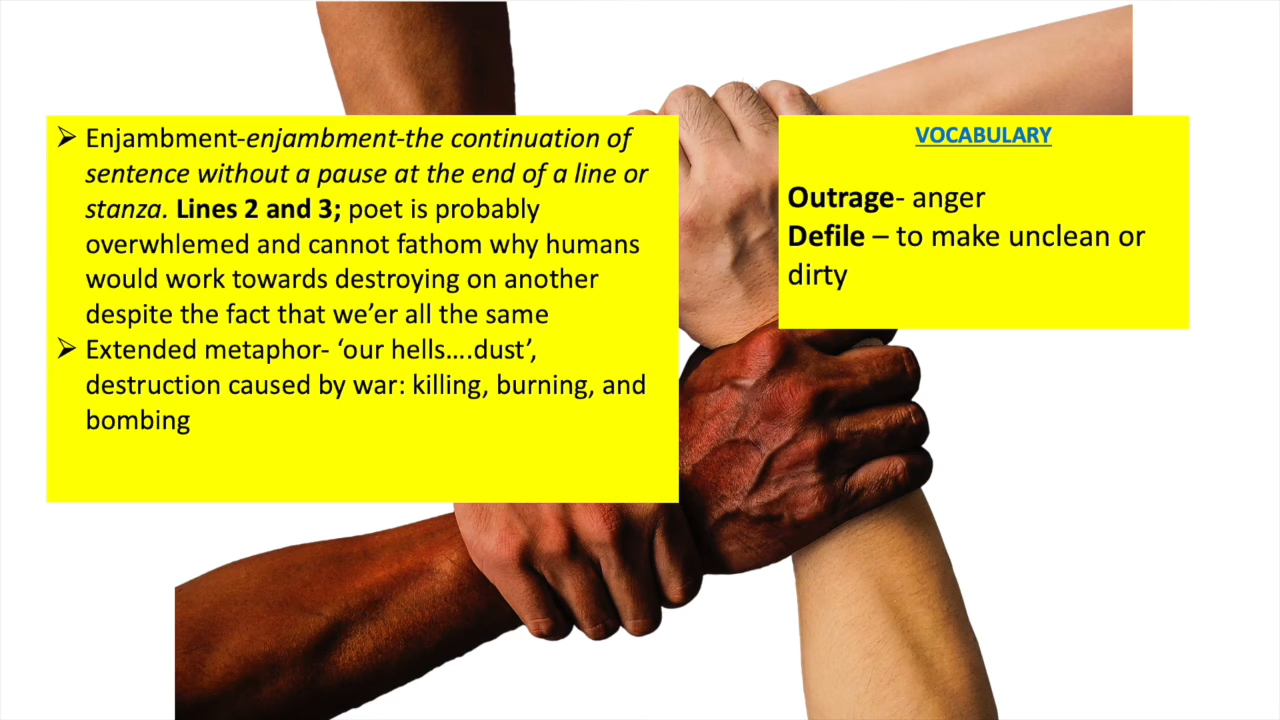 ➢ Enjambment-enjambment-the continuation of
sentence without a pause at the end of a line or
stanza. Lines 2 and 3; poet is probably
overwhlemed and cannot fathom why humans
would work towards destroying on another
despite the fact that we’er all the same
➢ Extended metaphor- ‘our hells….dust’,
destruction caused by war: killing, burning, and
bombing
VOCABULARY
Outrage- anger
Defile – to make unclean or
dirty